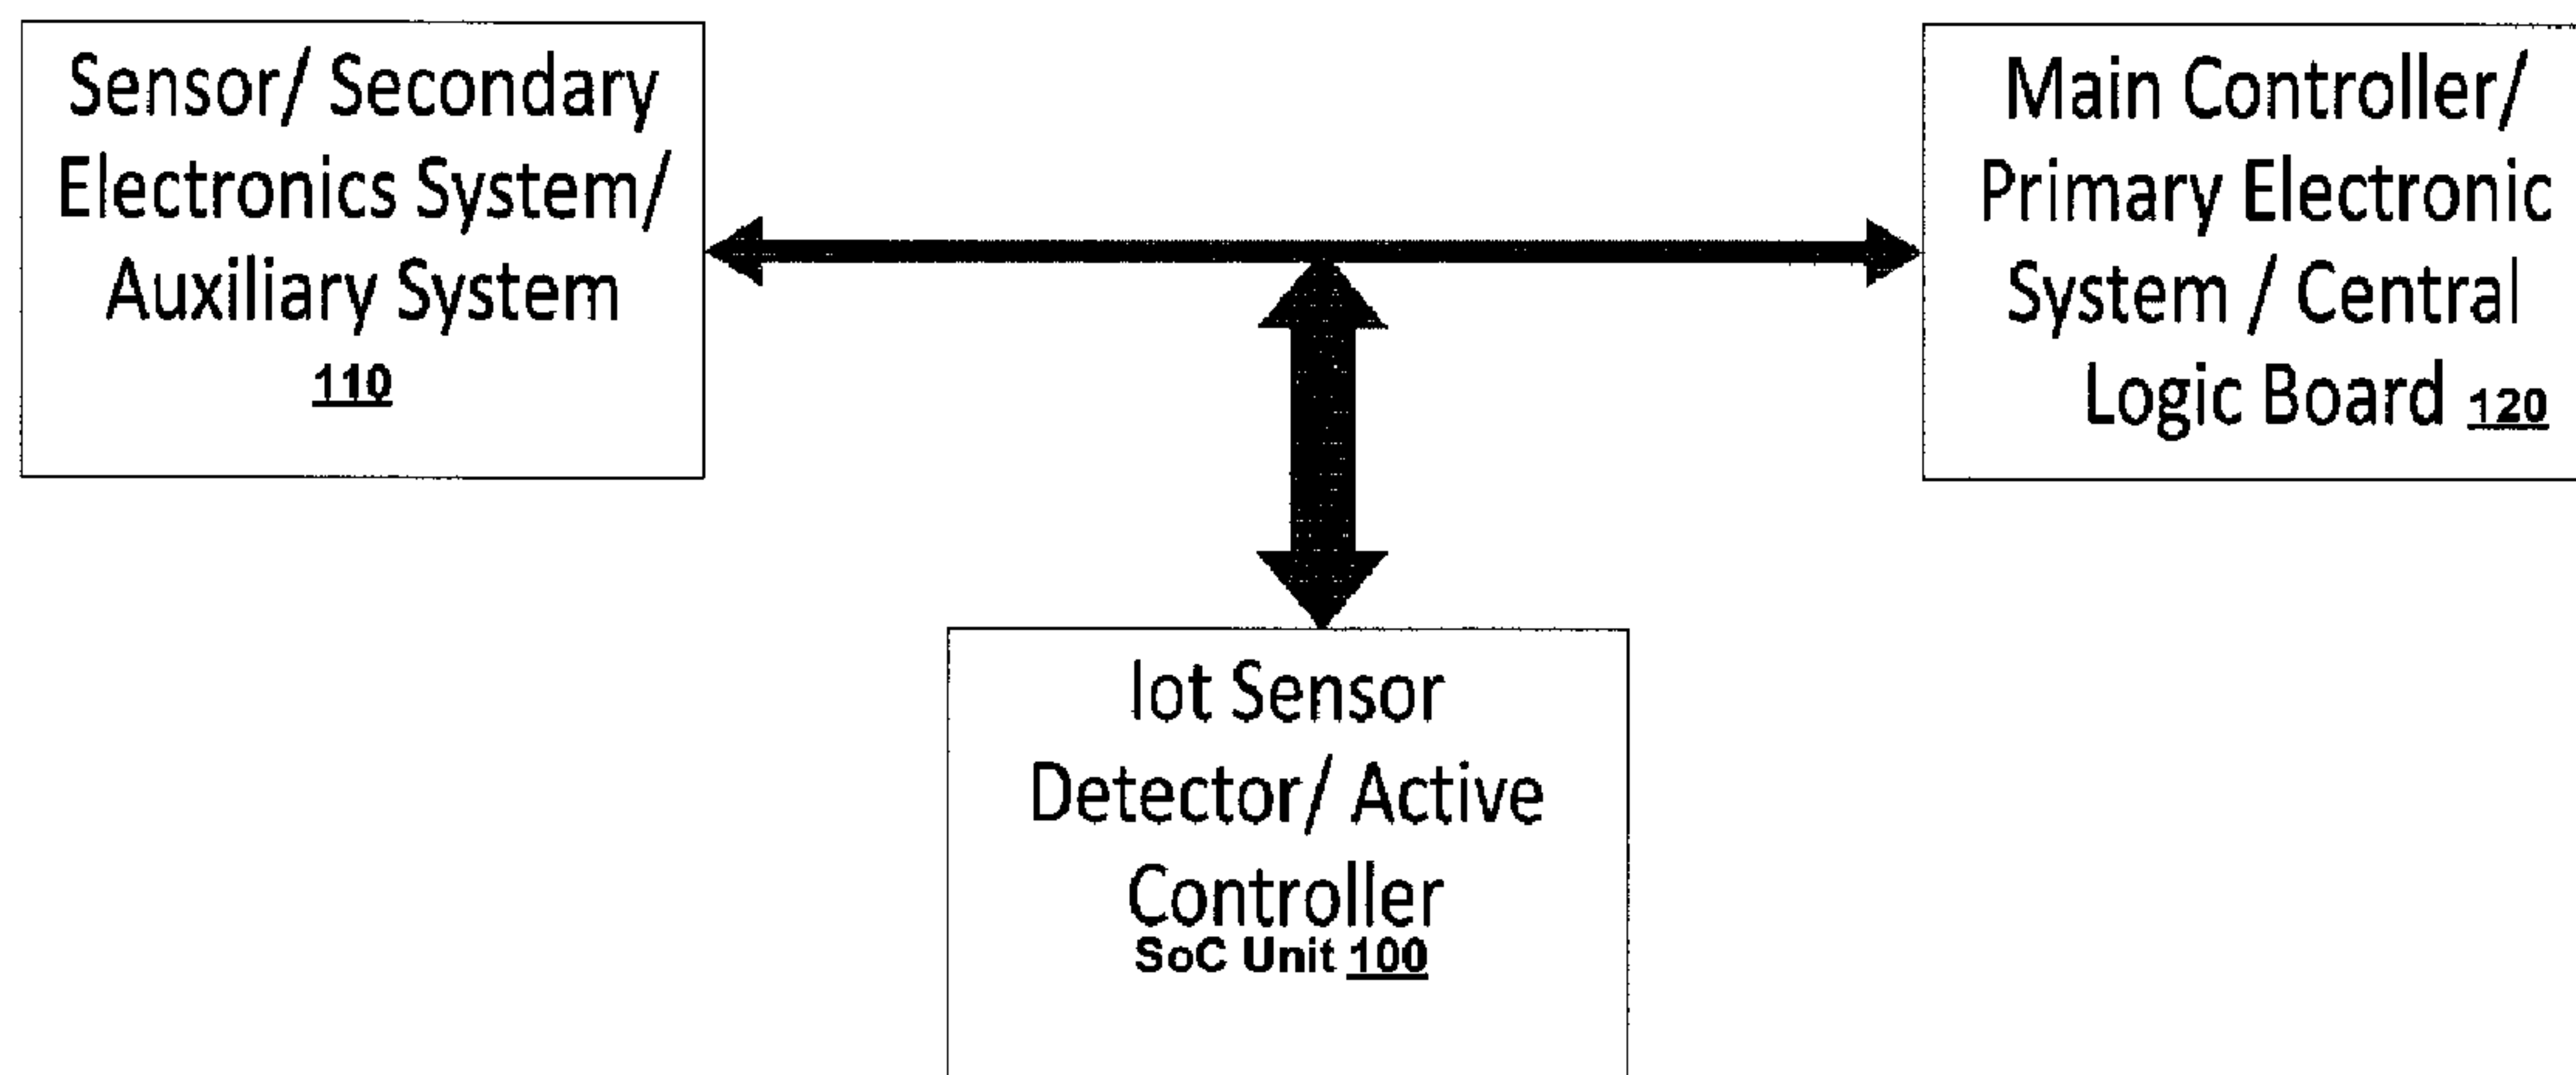 Sensor/ Secondary
Electronics System/
Auxiliary System
110
Main Controller/
Primary Electronic
System / Central
Logic Board 120
Iot Sensor
Detector/ Active
Controller
SoC Unit 100